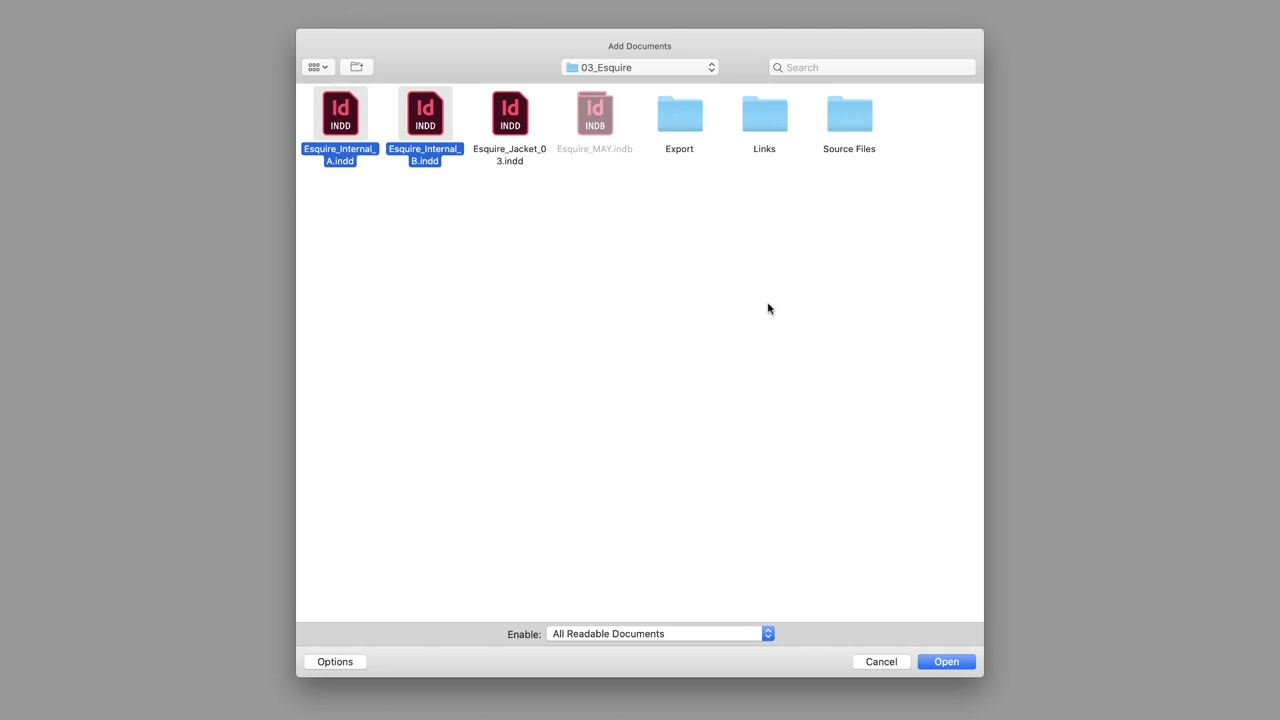 Add Documents
03_Esquire
Search
Id
INDD
Id
INDD
Id
INDD
Id
INDB
Esquire_Internal_
A.indd
Esquire_Internal_
B.indd
Esquire_Jacket_0
3.indd
Esquire_MAY.indb
Export
Links
Source Files
Enable: All Readable Documents
Options
Cancel
Open